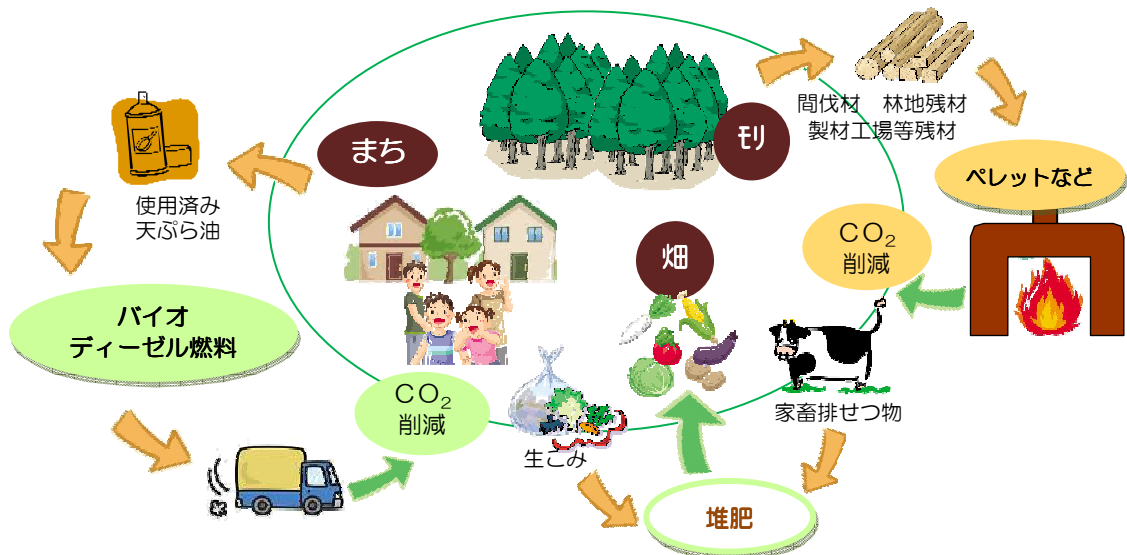 間伐材　林地残材
製材工場等残材
まち
モリ
ペレットなど
使用済み
天ぷら油
CO₂
削減
畑
バイオ
ディーゼル燃料
CO₂
削減
家畜排せつ物
生ごみ
堆肥